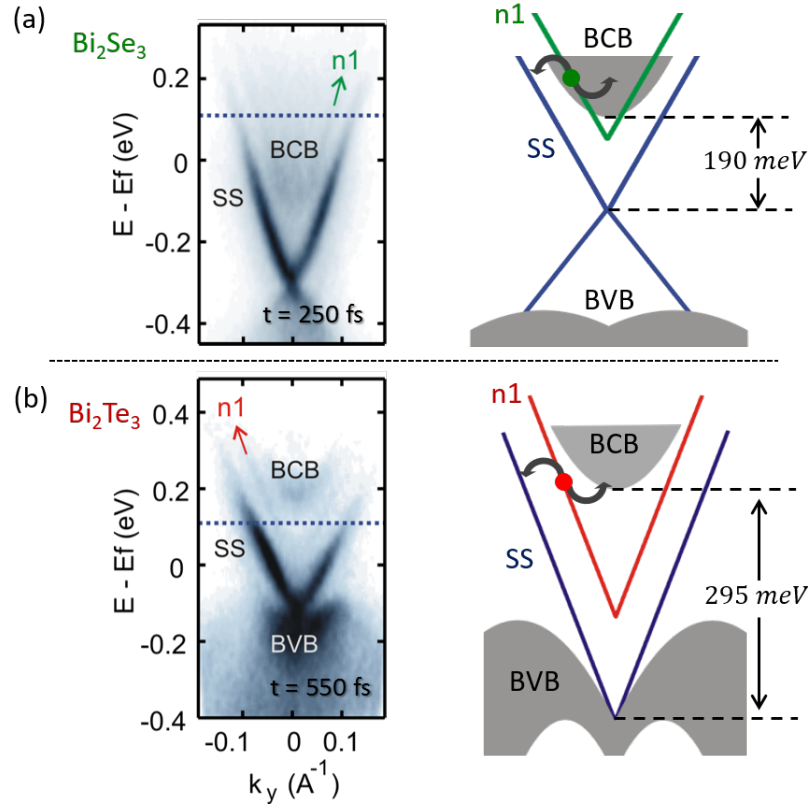 (a)
Bi₂Se₃
n1
0.2
0
-0.2
-0.4
E - Ef (eV)
BCB
SS
t = 250 fs
n1
BCB
SS
190 meV
BVB
(b)
Bi₂Te₃
n1
0.4
0.2
0
-0.2
-0.4
E - Ef (eV)
BCB
SS
BVB
t = 550 fs
-0.1 0 0.1
k_y (A⁻¹)
n1
BCB
SS
295 meV
BVB